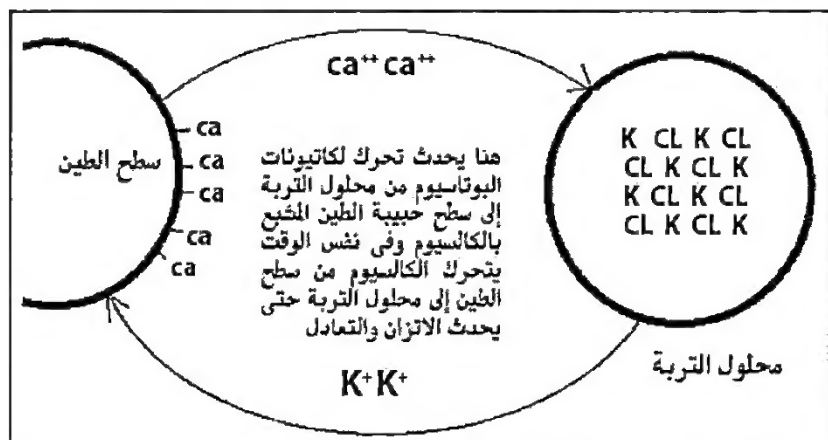 ca⁺⁺ ca⁺⁺
سطح الطين
ca
ca
ca
ca
ca
هنا يحدث تحرك لكاتيونات
البوتاسيوم من محلول التربة
إلى سطح حبيبة الطين المشبع
بالكالسيوم وفى نفس الوقت
يتحرك الكالسيوم من سطح
الطين إلى محلول التربة حتى
يحدث الاتزان والتعادل
K CL K CL
CL K CL K
K CL K CL
CL K CL K
محلول التربة
K⁺ K⁺